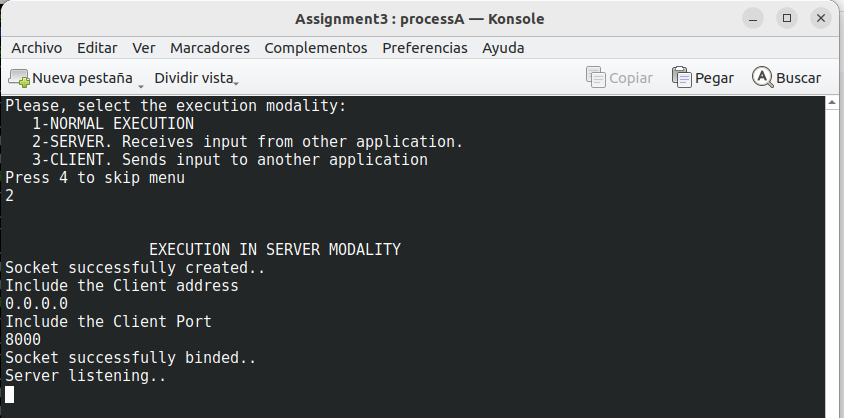 Assignment3 : processA — Konsole
Archivo Editar Ver Marcadores Complementos Preferencias Ayuda
Nueva pestaña Dividir vista Copiar Pegar Buscar
Please, select the execution modality:
1-NORMAL EXECUTION
2-SERVER. Receives input from other application.
3-CLIENT. Sends input to another application
Press 4 to skip menu
2
EXECUTION IN SERVER MODALITY
Socket successfully created..
Include the Client address
0.0.0.0
Include the Client Port
8000
Socket successfully binded..
Server listening..